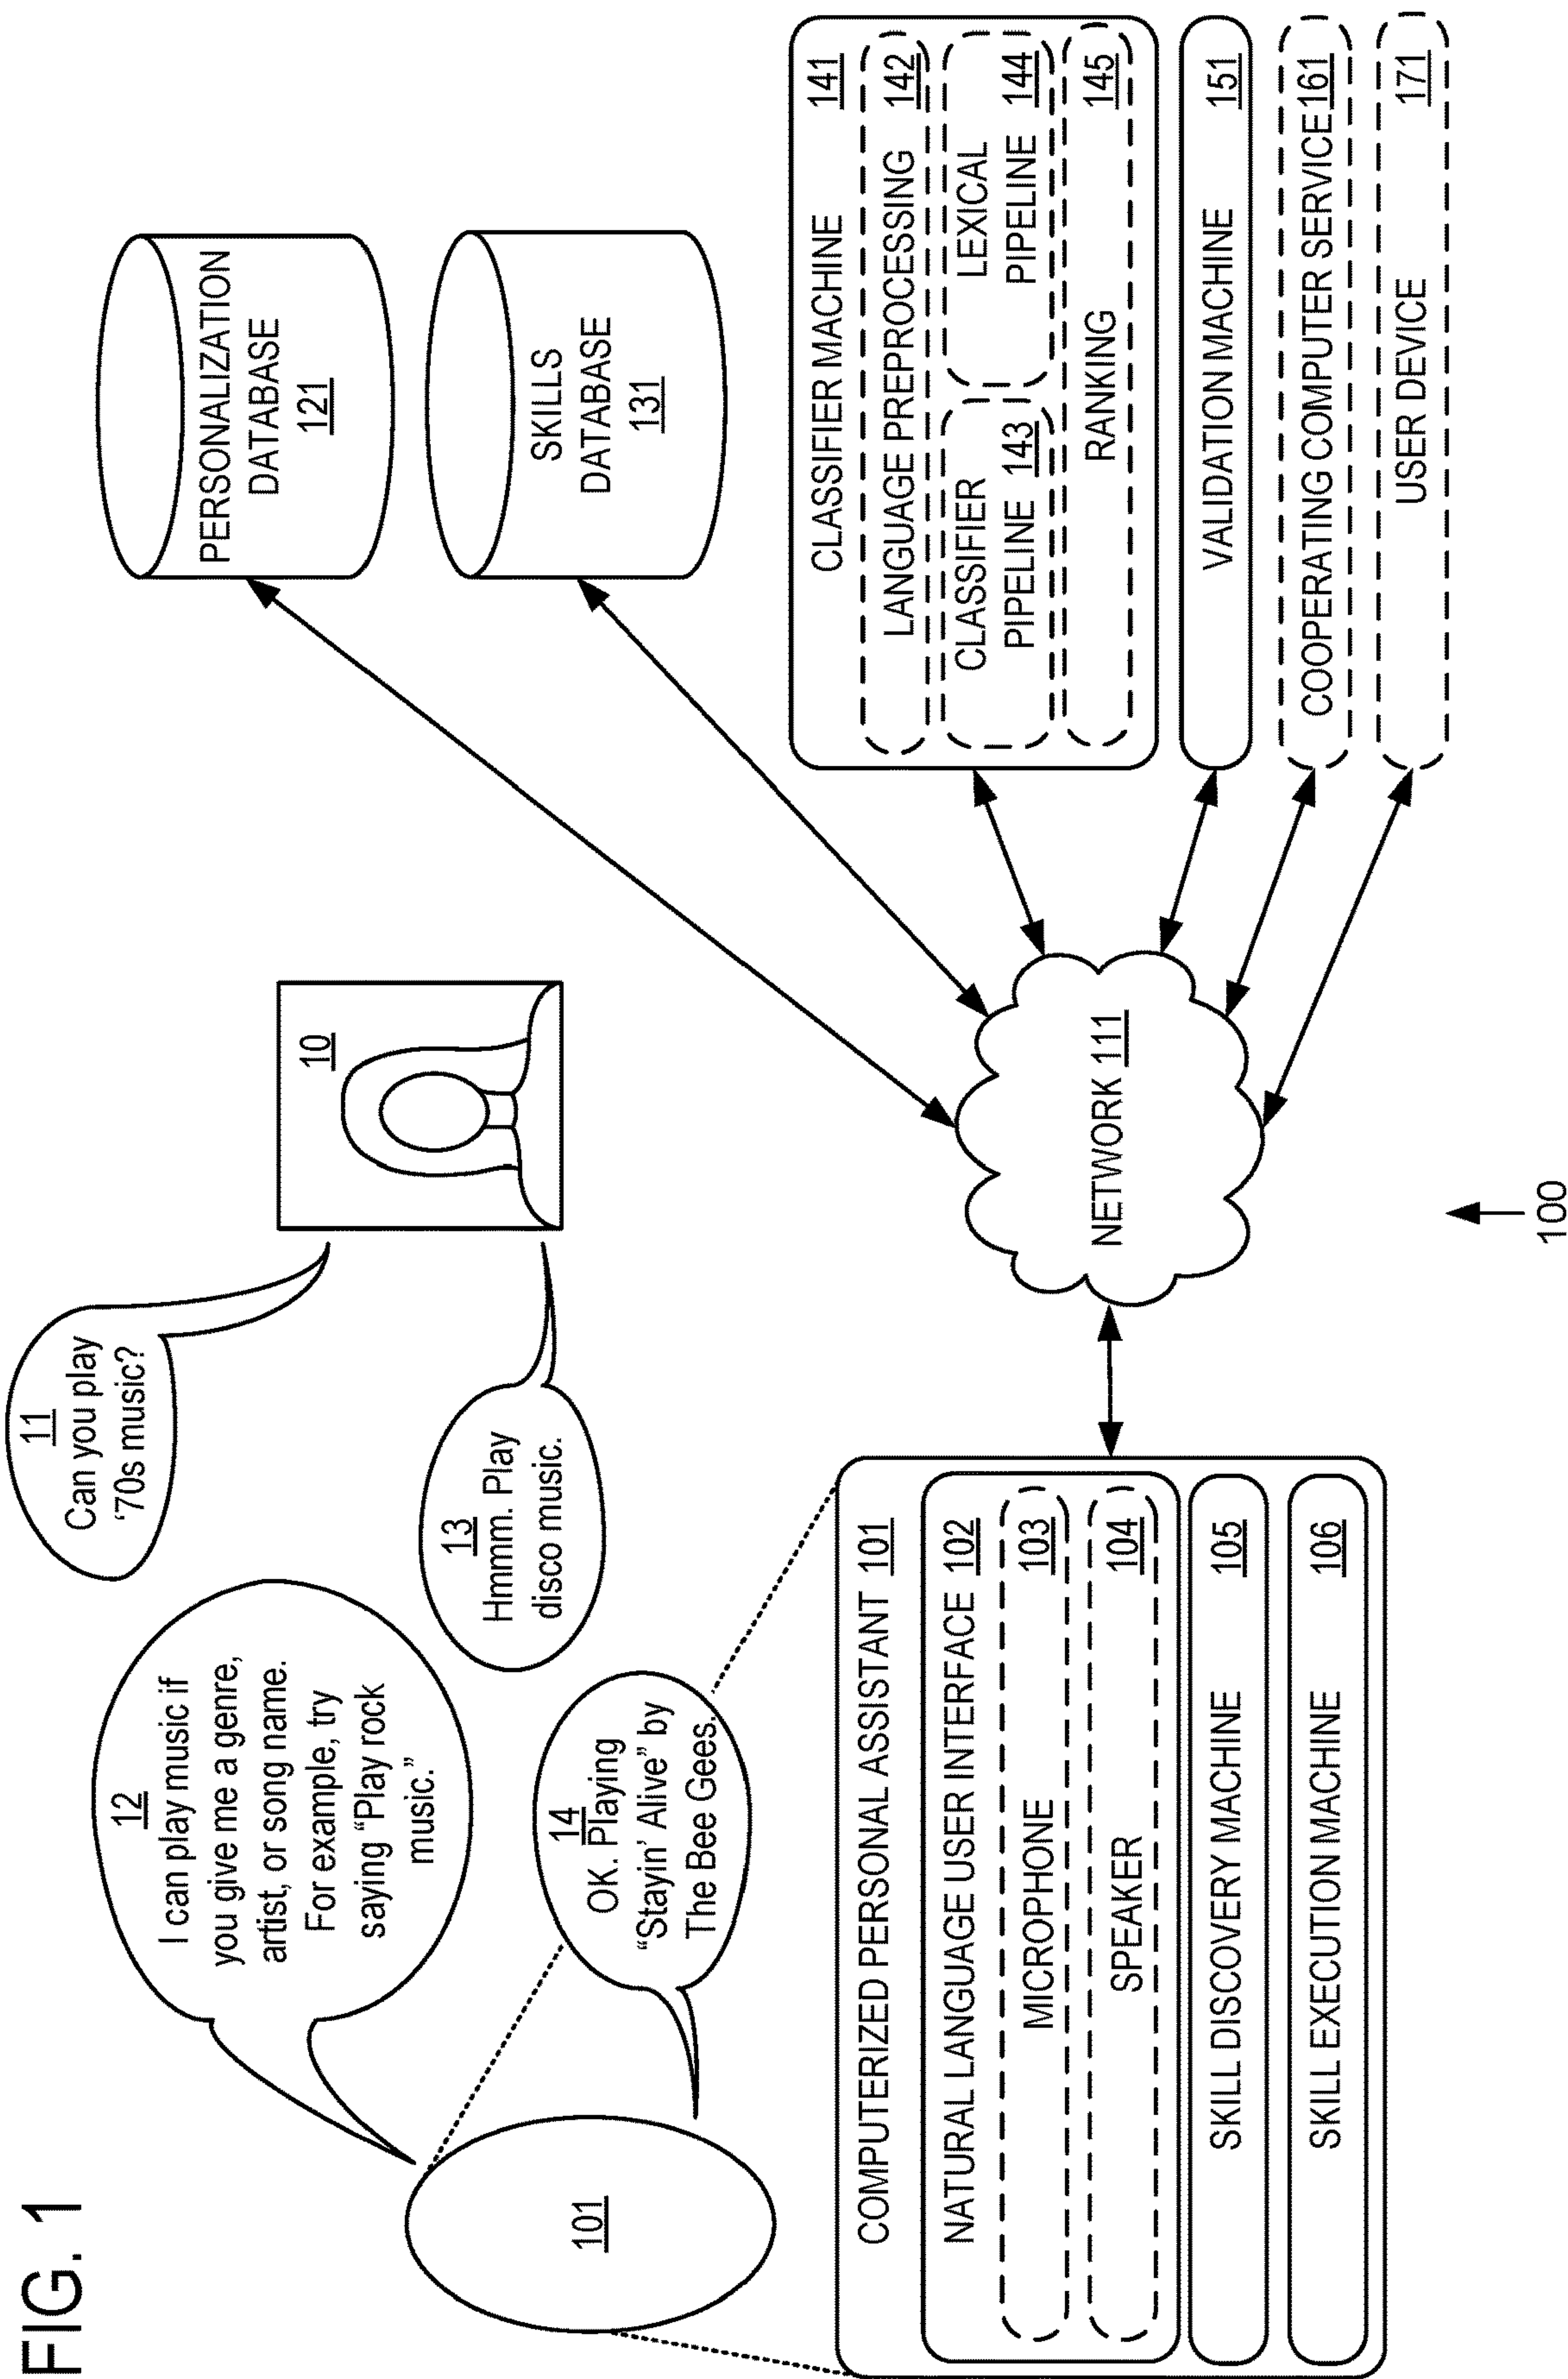 FIG. 1
11
Can you play
‘70s music?
12
I can play music if
you give me a genre,
artist, or song name.
For example, try
saying “Play rock
music.”
10
13
Hmmm. Play
disco music.
14
OK. Playing
“Stayin’ Alive” by
The Bee Gees.
101
COMPUTERIZED PERSONAL ASSISTANT 101
NATURAL LANGUAGE USER INTERFACE 102
MICROPHONE 103
SPEAKER 104
SKILL DISCOVERY MACHINE 105
SKILL EXECUTION MACHINE 106
NETWORK 111
100
PERSONALIZATION
DATABASE
121
SKILLS
DATABASE
131
CLASSIFIER MACHINE 141
LANGUAGE PREPROCESSING 142
CLASSIFIER
PIPELINE 143
LEXICAL
PIPELINE 144
RANKING 145
VALIDATION MACHINE 151
COOPERATING COMPUTER SERVICE 161
USER DEVICE 171